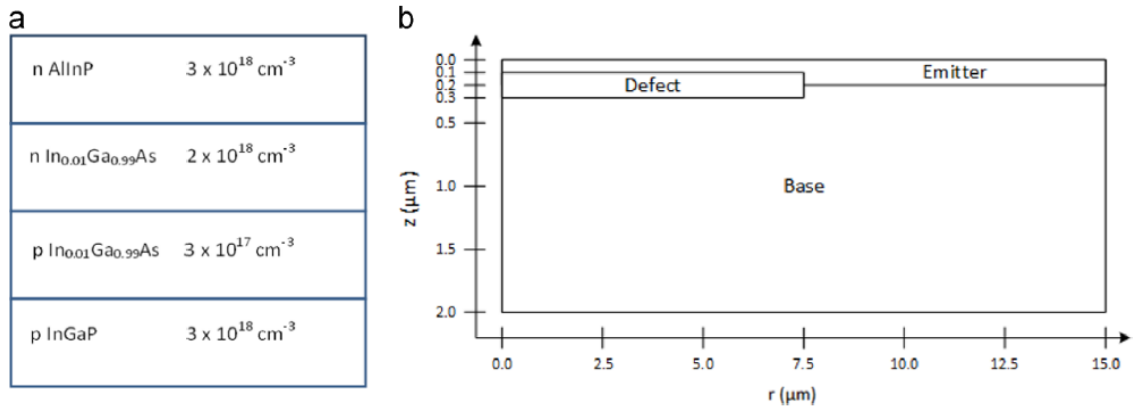 a
n AlInP 3 x 10¹⁸ cm⁻³
n In₀.₀₁Ga₀.₉₉As 2 x 10¹⁸ cm⁻³
p In₀.₀₁Ga₀.₉₉As 3 x 10¹⁷ cm⁻³
p InGaP 3 x 10¹⁸ cm⁻³
b
0.0
0.1
0.2
0.3
0.5
1.0
1.5
2.0
z (μm)
Emitter
Defect
Base
0.0 2.5 5.0 7.5 10.0 12.5 15.0
r (μm)